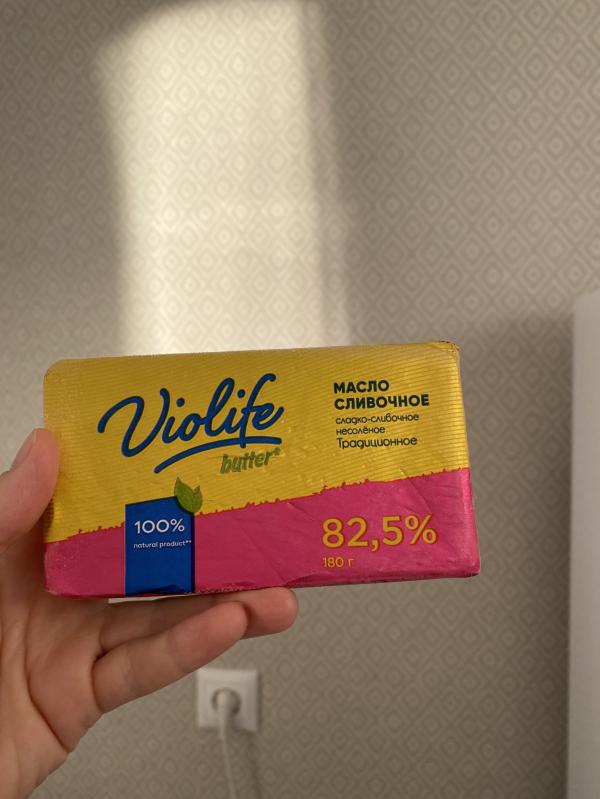 Violife
butter*
МАСЛО
СЛИВОЧНОЕ
сладко-сливочное
несолёное
Традиционное
100%
natural product**
82,5%
180 г